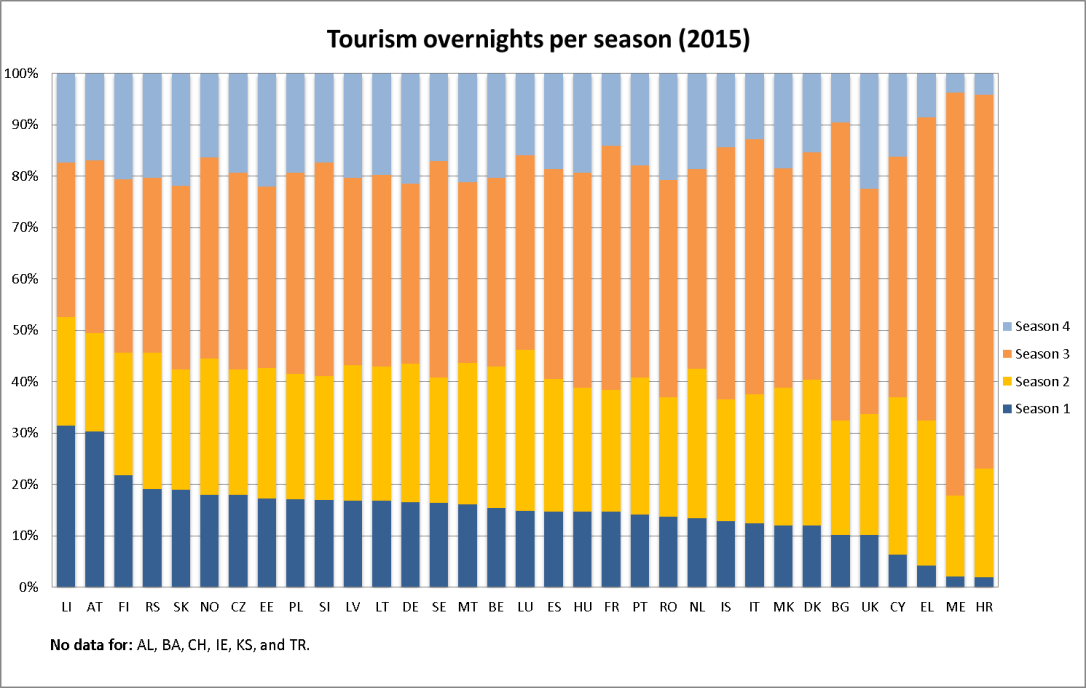 Tourism overnights per season (2015)
100%
90%
80%
70%
60%
50%
40%
30%
20%
10%
0%
Season 4
Season 3
Season 2
Season 1
LI AT FI RS SK NO CZ EE PL SI LV LT DE SE MT BE LU ES HU FR PT RO NL IS IT MK DK BG UK CY EL ME HR
No data for: AL, BA, CH, IE, KS, and TR.